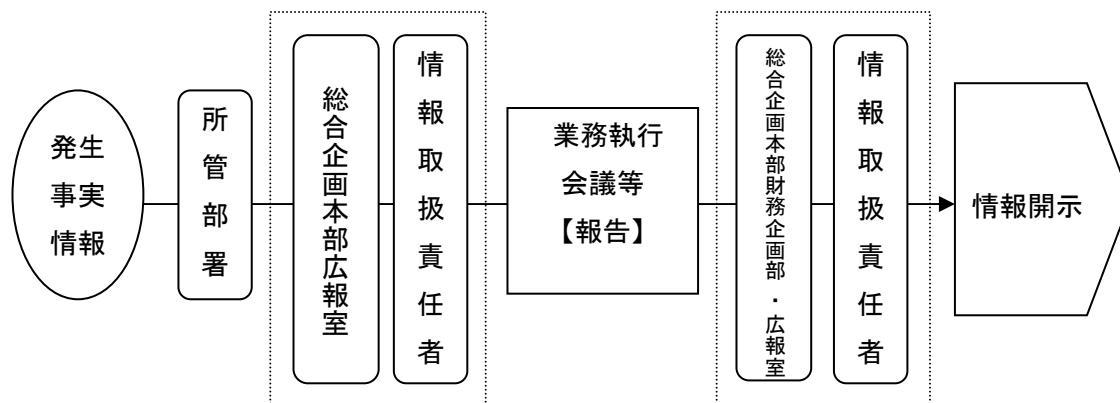 発生
事実
情報
所管部署
総合企画本部広報室
情報取扱責任者
業務執行
会議等
【報告】
総合企画本部財務企画部・広報室
情報取扱責任者
情報開示